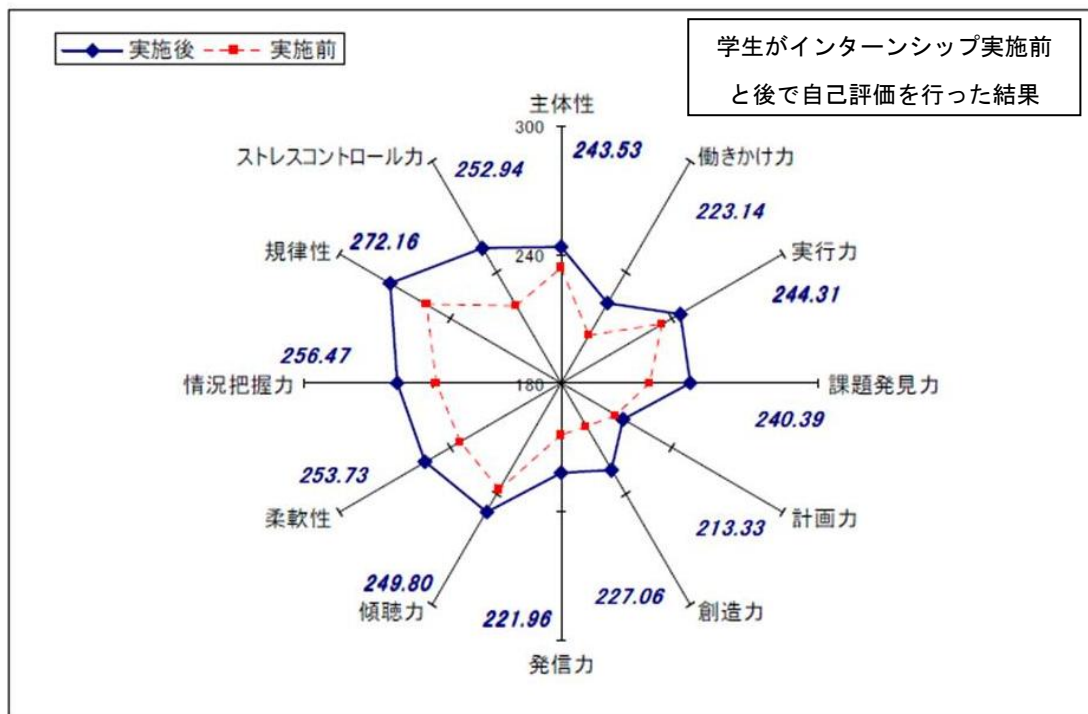 実施後 実施前
学生がインターンシップ実施前
と後で自己評価を行った結果
主体性
300
243.53
働きかけ力
223.14
実行力
244.31
課題発見力
240.39
計画力
213.33
創造力
227.06
発信力
221.96
傾聴力
249.80
柔軟性
253.73
情況把握力
256.47
規律性
272.16
ストレスコントロール力
252.94
240
180